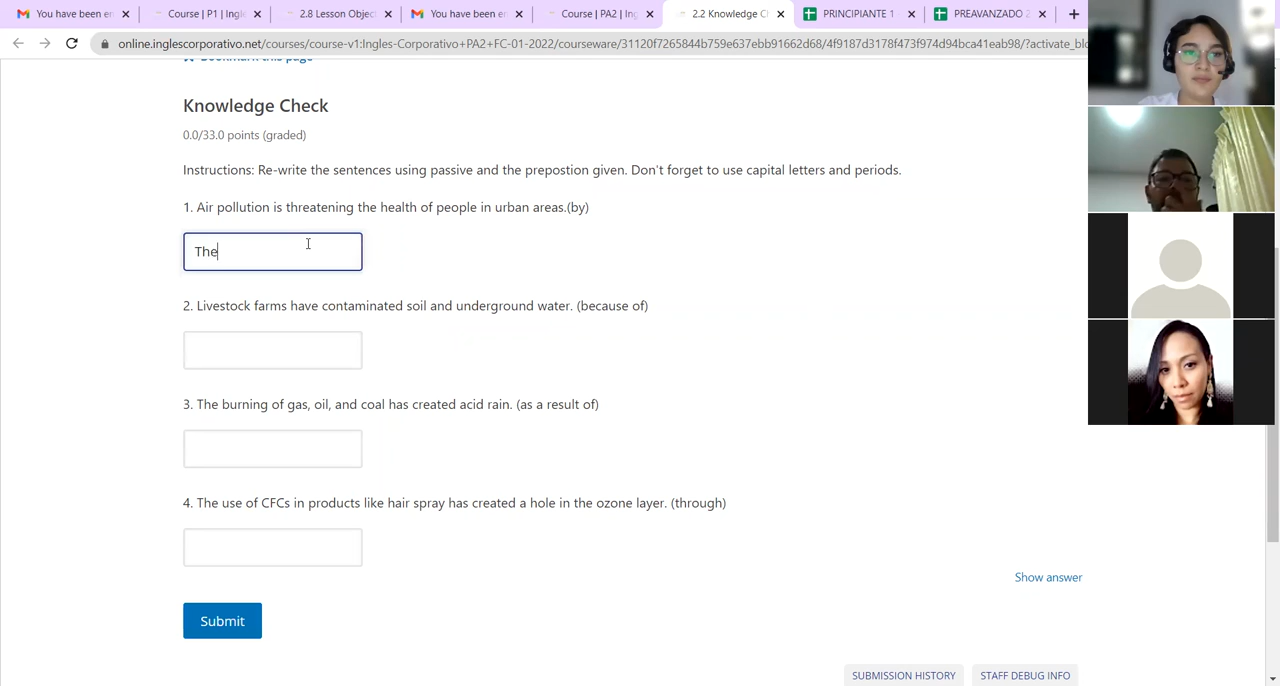 You have been en
Course | P1 | Ingle
2.8 Lesson Objec
You have been en
Course | PA2 | Ing
2.2 Knowledge Ch
PRINCIPIANTE 1
PREAVANZADO 2
online.inglescorporativo.net/courses/course-v1:Ingles-Corporativo+PA2+FC-01-2022/courseware/31120f7265844b759e637ebb91662d68/4f9187d3178f473f974d94bca41eab98/?activate_blo
Bookmark this page
Knowledge Check
0.0/33.0 points (graded)
Instructions: Re-write the sentences using passive and the prepostion given. Don't forget to use capital letters and periods.
1. Air pollution is threatening the health of people in urban areas.(by)
The
2. Livestock farms have contaminated soil and underground water. (because of)
3. The burning of gas, oil, and coal has created acid rain. (as a result of)
4. The use of CFCs in products like hair spray has created a hole in the ozone layer. (through)
Show answer
Submit
SUBMISSION HISTORY
STAFF DEBUG INFO